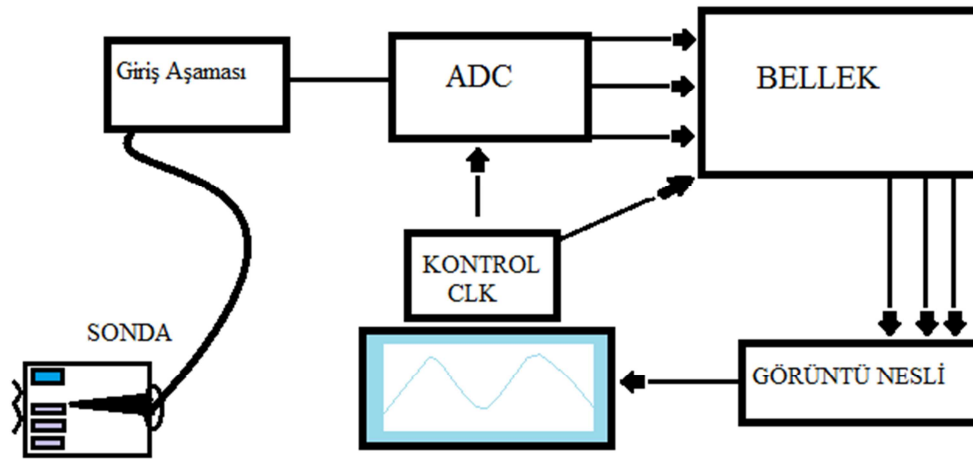 Giriş Aşaması
ADC
BELLEK
KONTROL
CLK
SONDA
GÖRÜNTÜ NESLİ